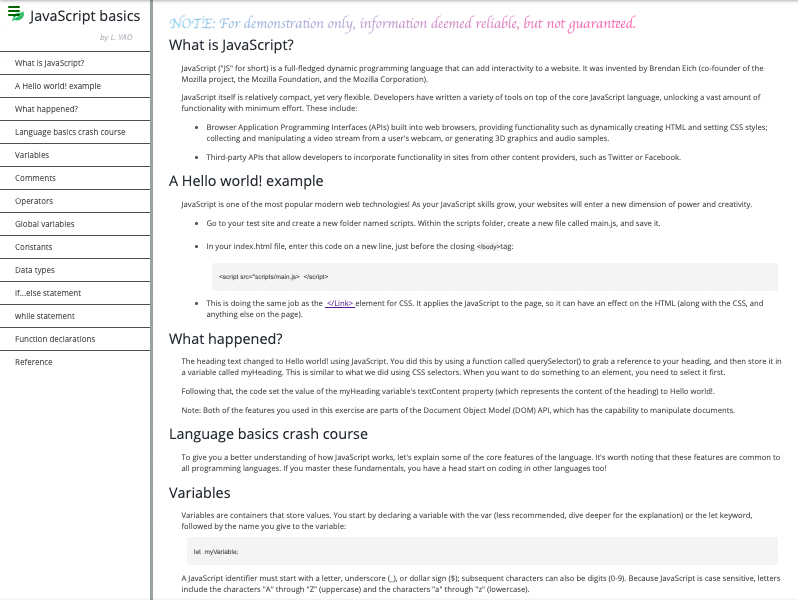 JavaScript basics
by L. YAO
What is JavaScript?
A Hello world! example
What happened?
Language basics crash course
Variables
Comments
Operators
Global variables
Constants
Data types
If...else statement
while statement
Function declarations
Reference
NOTE: For demonstration only, information deemed reliable, but not guaranteed.
What is JavaScript?
JavaScript ("JS" for short) is a full-fledged dynamic programming language that can add interactivity to a website. It was invented by Brendan Eich (co-founder of the
Mozilla project, the Mozilla Foundation, and the Mozilla Corporation).
JavaScript itself is relatively compact, yet very flexible. Developers have written a variety of tools on top of the core JavaScript language, unlocking a vast amount of
functionality with minimum effort. These include:
• Browser Application Programming Interfaces (APIs) built into web browsers, providing functionality such as dynamically creating HTML and setting CSS styles;
collecting and manipulating a video stream from a user's webcam, or generating 3D graphics and audio samples.
• Third-party APIs that allow developers to incorporate functionality in sites from other content providers, such as Twitter or Facebook.
A Hello world! example
JavaScript is one of the most popular modern web technologies! As your JavaScript skills grow, your websites will enter a new dimension of power and creativity.
• Go to your test site and create a new folder named scripts. Within the scripts folder, create a new file called main.js, and save it.
• In your index.html file, enter this code on a new line, just before the closing </body>tag:
<script src="scripts/main.js> </script>
• This is doing the same job as the </Link> element for CSS. It applies the JavaScript to the page, so it can have an effect on the HTML (along with the CSS, and
anything else on the page).
What happened?
The heading text changed to Hello world! using JavaScript. You did this by using a function called querySelector() to grab a reference to your heading, and then store it in
a variable called myHeading. This is similar to what we did using CSS selectors. When you want to do something to an element, you need to select it first.
Following that, the code set the value of the myHeading variable's textContent property (which represents the content of the heading) to Hello world!.
Note: Both of the features you used in this exercise are parts of the Document Object Model (DOM) API, which has the capability to manipulate documents.
Language basics crash course
To give you a better understanding of how JavaScript works, let's explain some of the core features of the language. It's worth noting that these features are common to
all programming languages. If you master these fundamentals, you have a head start on coding in other languages too!
Variables
Variables are containers that store values. You start by declaring a variable with the var (less recommended, dive deeper for the explanation) or the let keyword,
followed by the name you give to the variable:
let myVeriable;
A JavaScript identifier must start with a letter, underscore (_), or dollar sign ($); subsequent characters can also be digits (0-9). Because JavaScript is case sensitive, letters
include the characters "A" through "Z" (uppercase) and the characters "a" through "z" (lowercase).